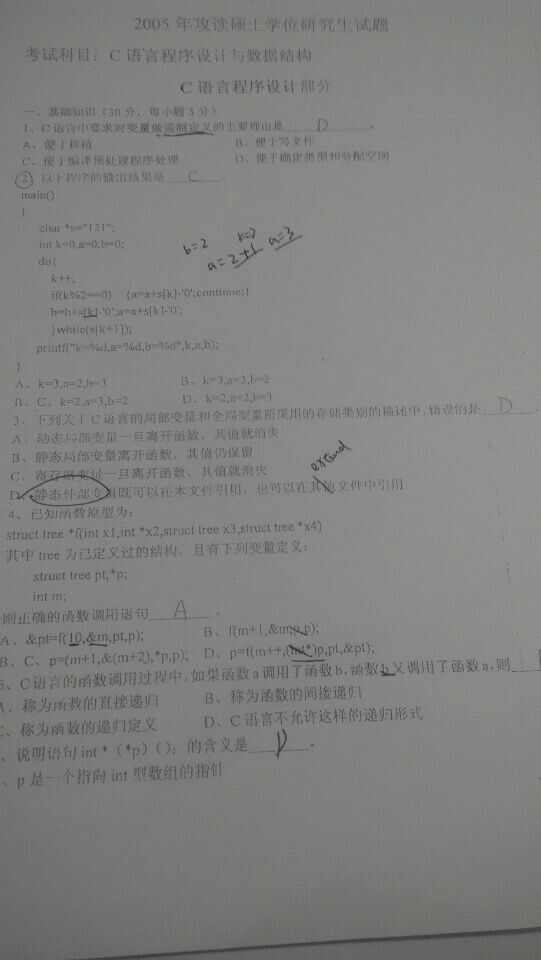 2005 年攻读硕士学位研究生试题
考试科目：C 语言程序设计与数据结构
C 语言程序设计部分
一、基础知识（30 分，每小题 3 分）
1、C 语言中要求对变量做强制定义的主要理由是 D 。
A、便于移植 B、便于写文件
C、便于编译预处理程序处理 D、便于确定类型和分配空间
2、以下程序的输出结果是 C 。
main()
{
char *s="121";
int k=0,a=0,b=0;
do{
k++;
if(k%2==0) {a=a+s[k]-'0';continue;}
b=b+s[k]-'0';a=a+s[k]-'0';
}while(s[k+1]);
printf("k=%d,a=%d,b=%d",k,a,b);
}
b=2 k=2 a=3
a=2+1
A、k=3,a=2,b=3 B、k=3,a=3,b=2
B、C、k=2,a=3,b=2 D、k=2,a=2,b=3
3、下列关于 C 语言的局部变量和全局变量所采用的存储类别的描述中,错误的是 D
A、动态局部变量一旦离开函数，其值就消失
B、静态局部变量离开函数，其值仍保留
C、寄存器变量一旦离开函数，其值就消失
D、静态外部变量既可以在本文件引用，也可以在其他文件中引用
4、已知函数原型为：
struct tree *f(int x1,int *x2,struct tree x3,struct tree *x4)
其中 tree 为已定义过的结构，且有下列变量定义：
struct tree pt,*p;
int m;
则正确的函数调用语句 A 。
A、&pt=f(10,&m,pt,p); B、f(m+1,&m,p,p);
B、C、p=(m+1,&(m+2),*p,p); D、p=f(m++,(int*)p,pt,&pt);
5、C 语言的函数调用过程中,如果函数 a 调用了函数 b，函数 b 又调用了函数 a,则
、称为函数的直接递归 B、称为函数的间接递归
C、称为函数的递归定义 D、C 语言不允许这样的递归形式
、说明语句 int *（*p）（）；的含义是 D 。
、p 是一个指向 int 型数组的指针